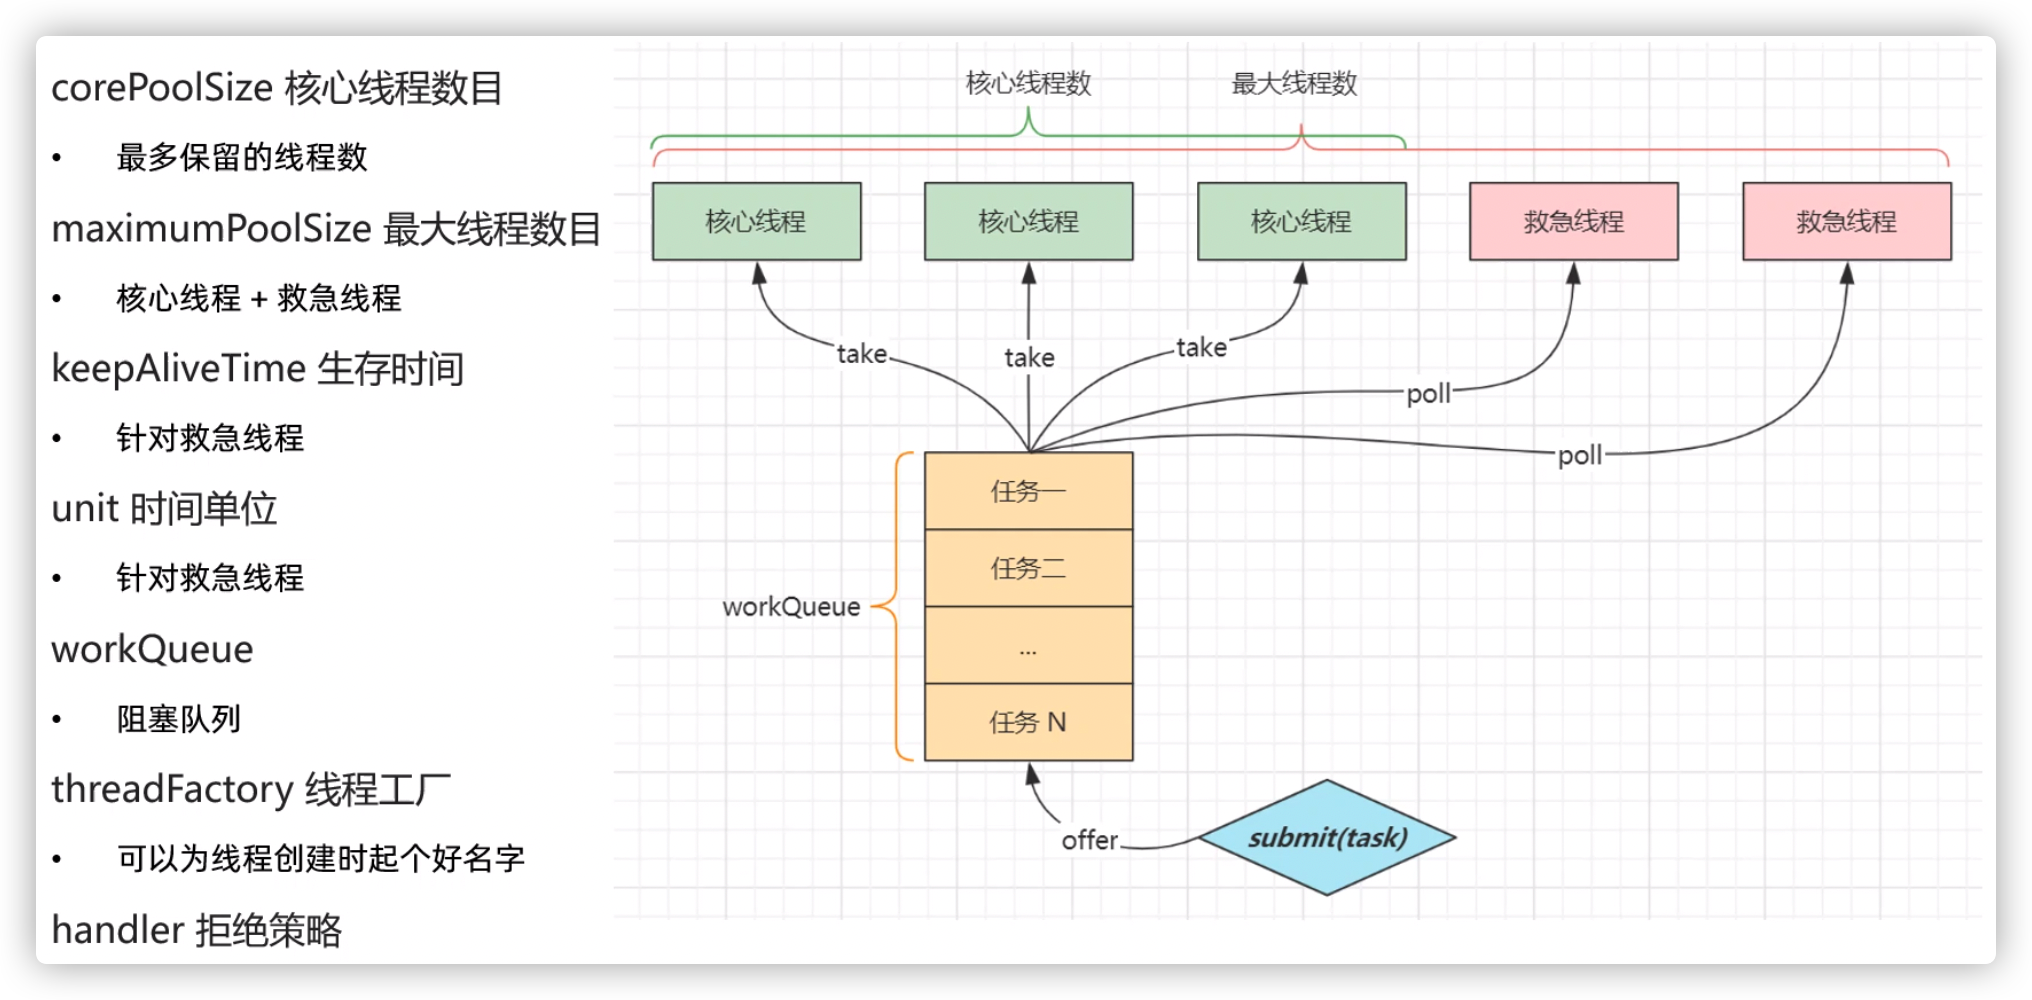 corePoolSize 核心线程数目
• 最多保留的线程数
maximumPoolSize 最大线程数目
• 核心线程 + 救急线程
keepAliveTime 生存时间
• 针对救急线程
unit 时间单位
• 针对救急线程
workQueue
• 阻塞队列
threadFactory 线程工厂
• 可以为线程创建时起个好名字
handler 拒绝策略
核心线程数
最大线程数
核心线程
核心线程
核心线程
救急线程
救急线程
take
take
take
poll
poll
任务一
任务二
workQueue
...
任务 N
offer
submit(task)